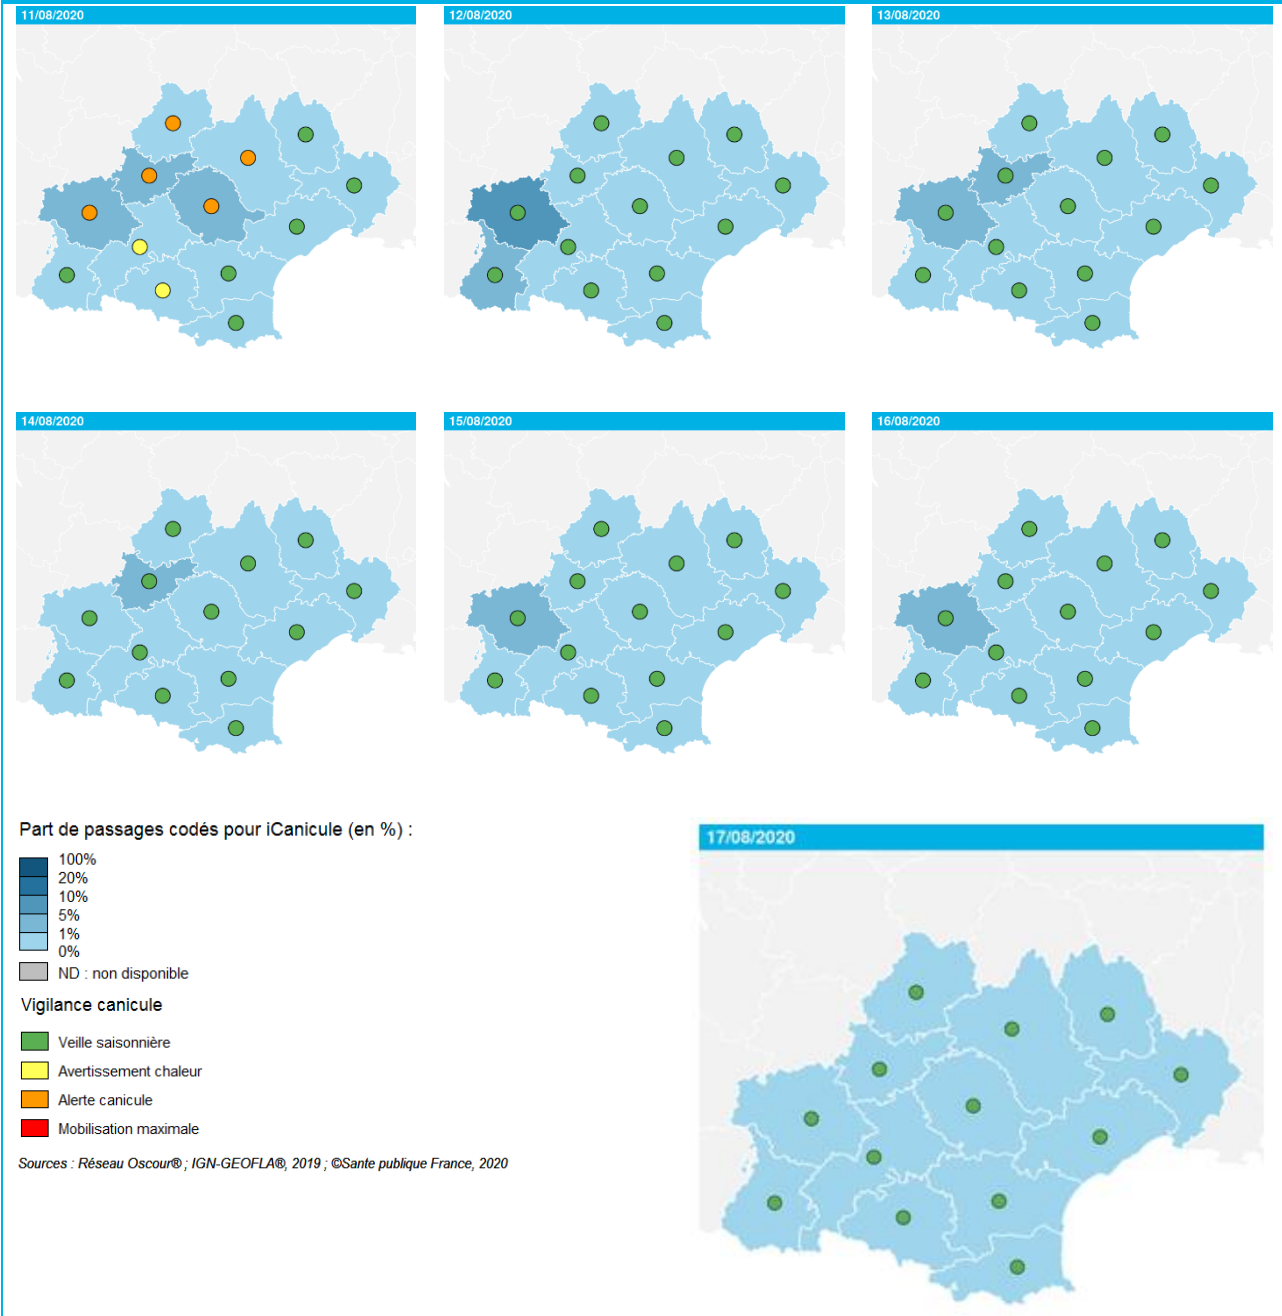 11/08/2020
12/08/2020
13/08/2020
14/08/2020
15/08/2020
16/08/2020
Part de passages codés pour iCanicule (en %) :
100%
20%
10%
5%
1%
0%
ND : non disponible
Vigilance canicule
Veille saisonnière
Avertissement chaleur
Alerte canicule
Mobilisation maximale
Sources : Réseau Oscour® ; IGN-GEOFLA®, 2019 ; ©Sante publique France, 2020
17/08/2020